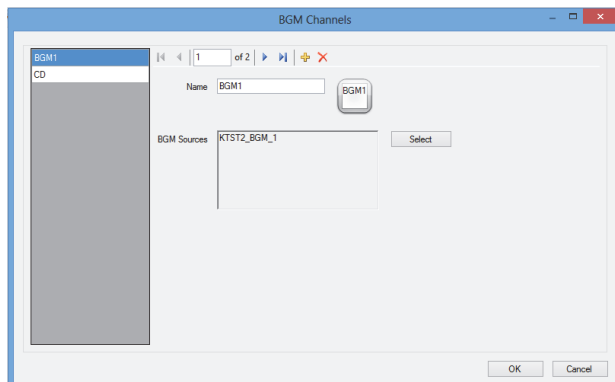 BGM Channels
BGM1
CD
1 of 2
Name BGM1
BGM1
BGM Sources KTST2_BGM_1
Select
OK Cancel